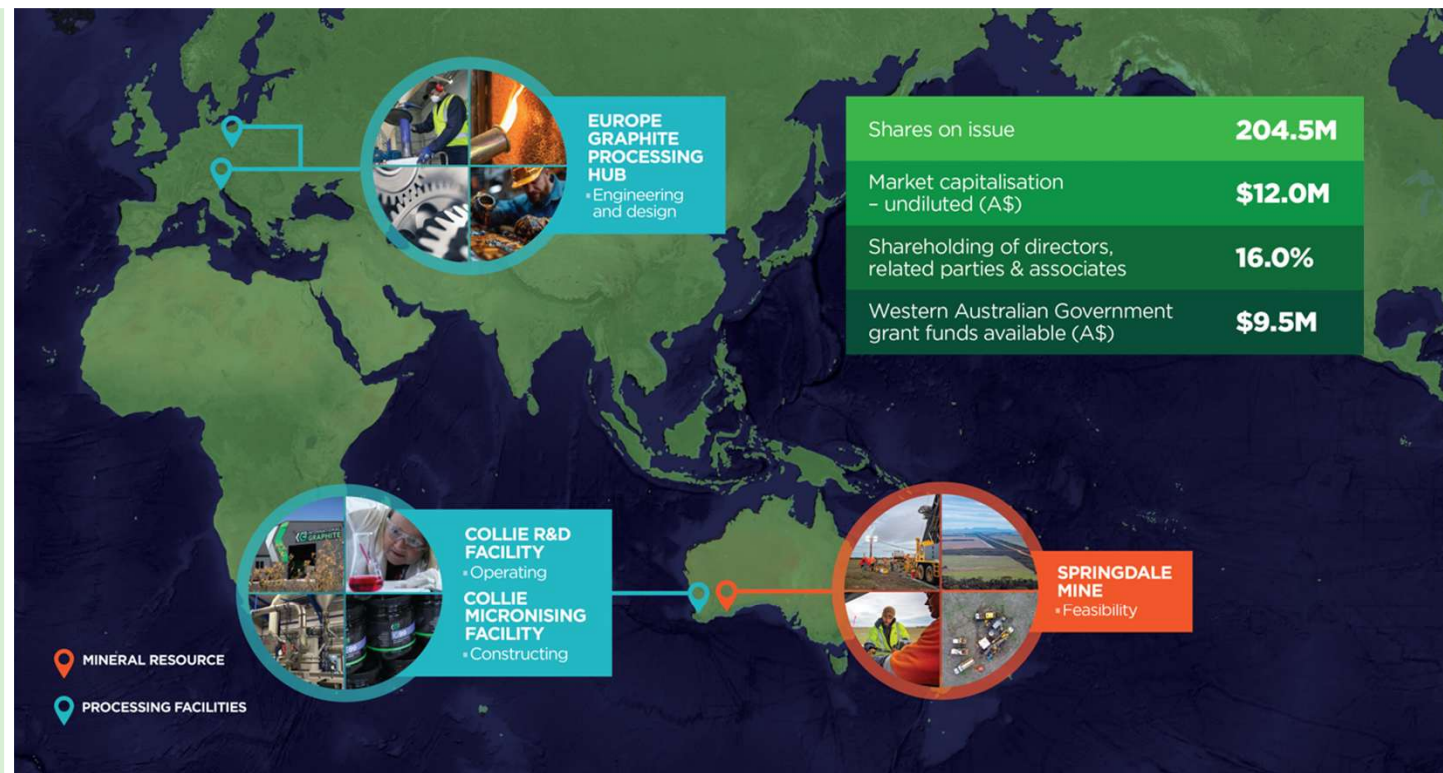 EUROPE
GRAPHITE
PROCESSING
HUB
▪Engineering
and design
Shares on issue 204.5M
Market capitalisation
– undiluted (A$) $12.0M
Shareholding of directors,
related parties & associates 16.0%
Western Australian Government
grant funds available (A$) $9.5M
GRAPHITE
COLLIE R&D
FACILITY
▪Operating
COLLIE
MICRONISING
FACILITY
▪Constructing
SPRINGDALE
MINE
▪Feasibility
MINERAL RESOURCE
PROCESSING FACILITIES